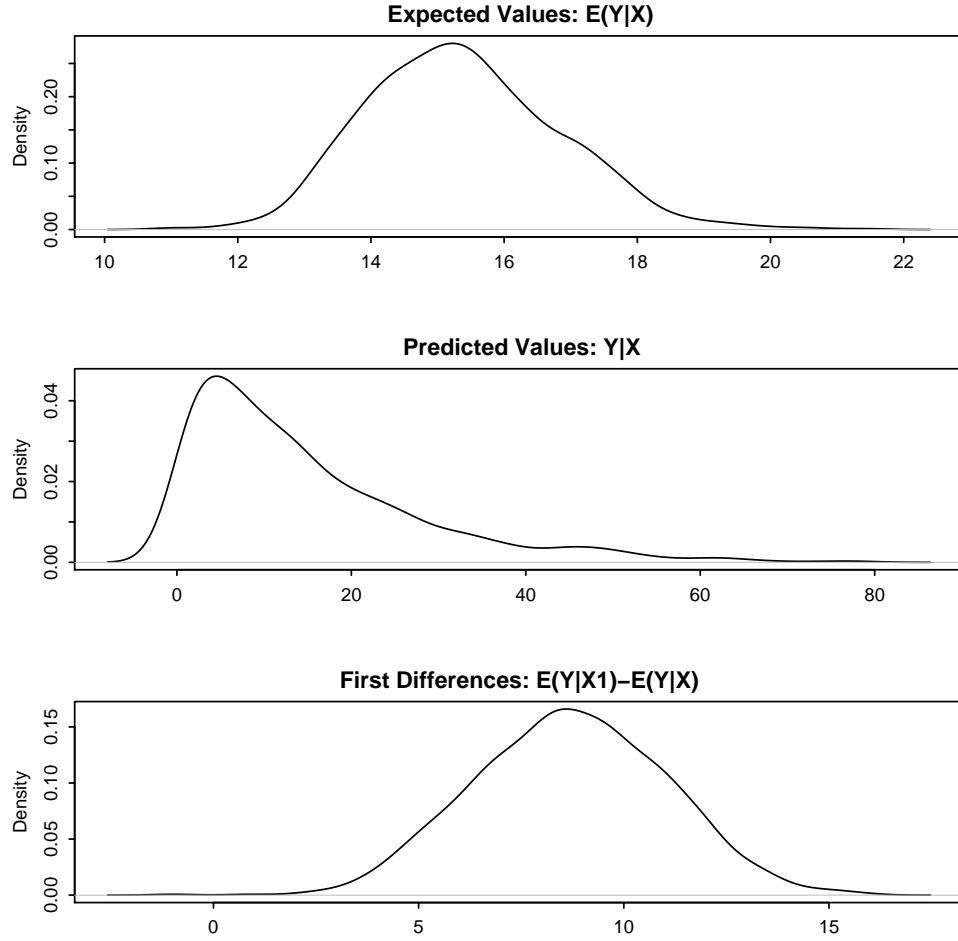 Expected Values: E(Y|X)
Density
0.00 0.10 0.20
10 12 14 16 18 20 22
Predicted Values: Y|X
Density
0.00 0.02 0.04
0 20 40 60 80
First Differences: E(Y|X1)−E(Y|X)
Density
0.00 0.05 0.10 0.15
0 5 10 15